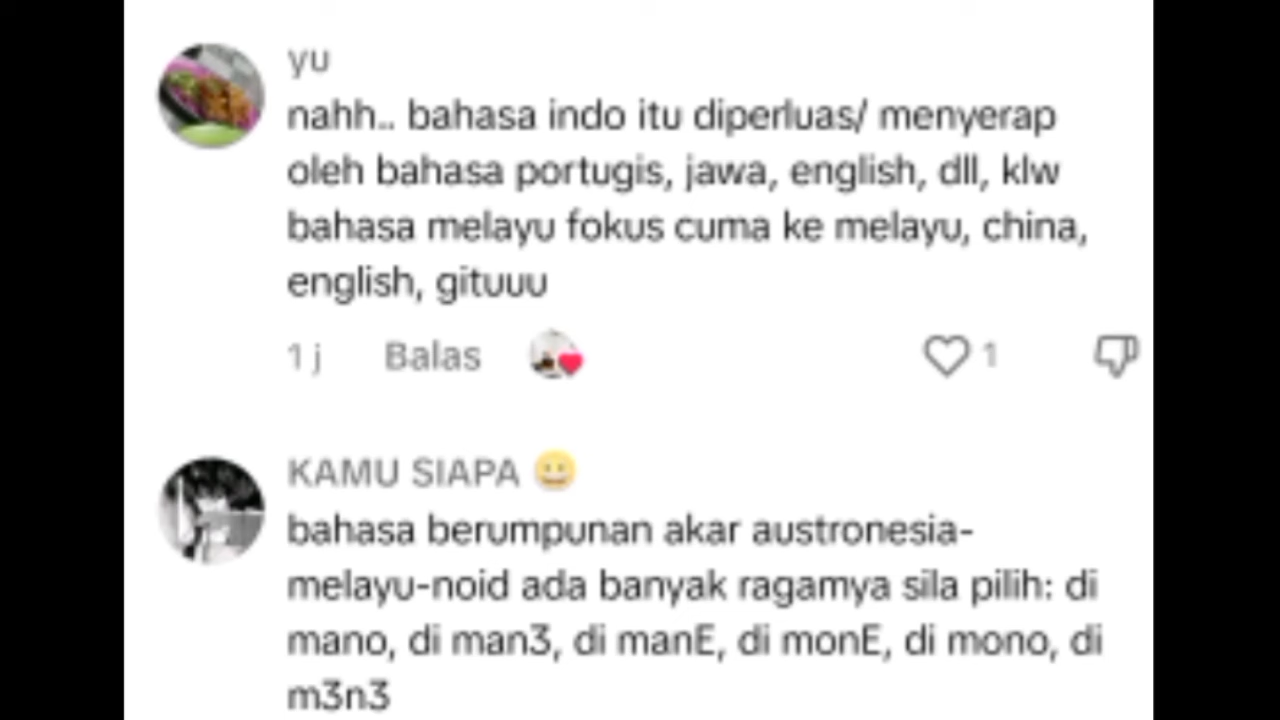 yu
nahh.. bahasa indo itu diperluas/ menyerap
oleh bahasa portugis, jawa, english, dll, klw
bahasa melayu fokus cuma ke melayu, china,
english, gituuu
1 j Balas 1
KAMU SIAPA 😀
bahasa berumpunan akar austronesia-
melayu-noid ada banyak ragamya sila pilih: di
mano, di man3, di manE, di monE, di mono, di
m3n3